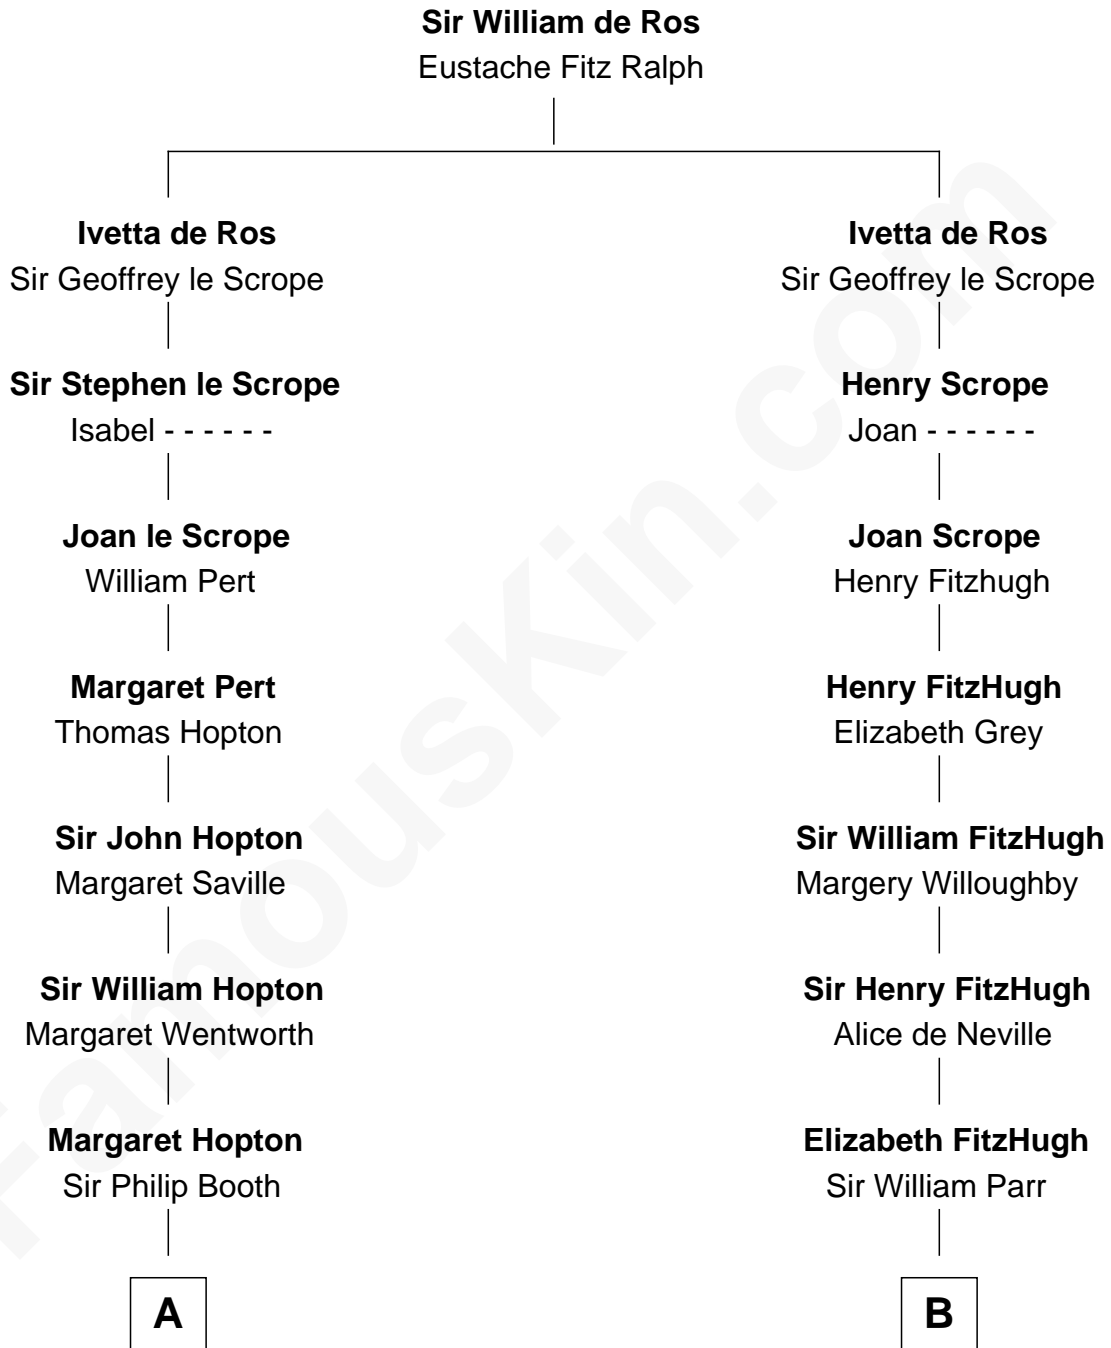 Sir William de Ros
Eustache Fitz Ralph
Ivetta de Ros
Sir Geoffrey le Scrope
Ivetta de Ros
Sir Geoffrey le Scrope
Sir Stephen le Scrope
Isabel - - - - - -
Henry Scrope
Joan - - - - - -
Joan le Scrope
William Pert
Joan Scrope
Henry Fitzhugh
Margaret Pert
Thomas Hopton
Henry FitzHugh
Elizabeth Grey
Sir John Hopton
Margaret Saville
Sir William FitzHugh
Margery Willoughby
Sir William Hopton
Margaret Wentworth
Sir Henry FitzHugh
Alice de Neville
Margaret Hopton
Sir Philip Booth
Elizabeth FitzHugh
Sir William Parr
A
B
FamousKin.com